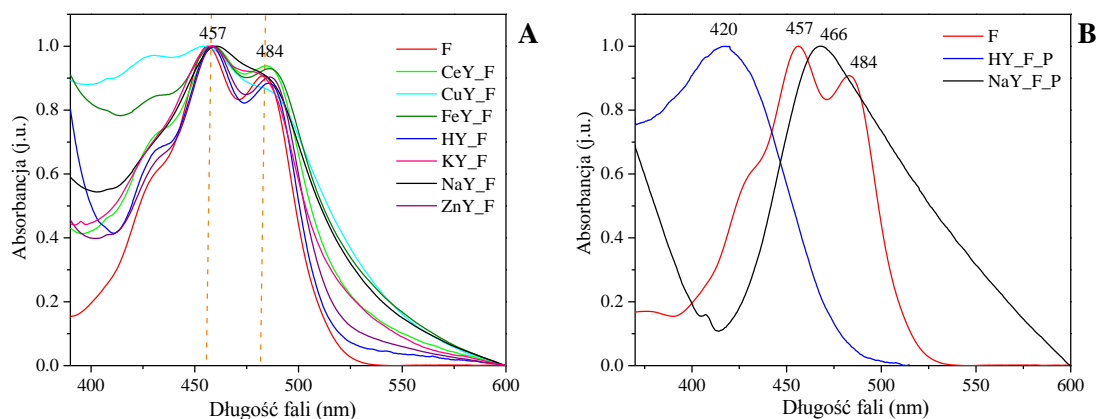 A
457
484
F
CeY_F
CuY_F
FeY_F
HY_F
KY_F
NaY_F
ZnY_F
Absorbancja (j.u.)
1.0
0.8
0.6
0.4
0.2
0.0
400
450
500
550
600
Długość fali (nm)
B
420
457
466
484
F
HY_F_P
NaY_F_P
Absorbancja (j.u.)
1.0
0.8
0.6
0.4
0.2
0.0
400
450
500
550
600
Długość fali (nm)